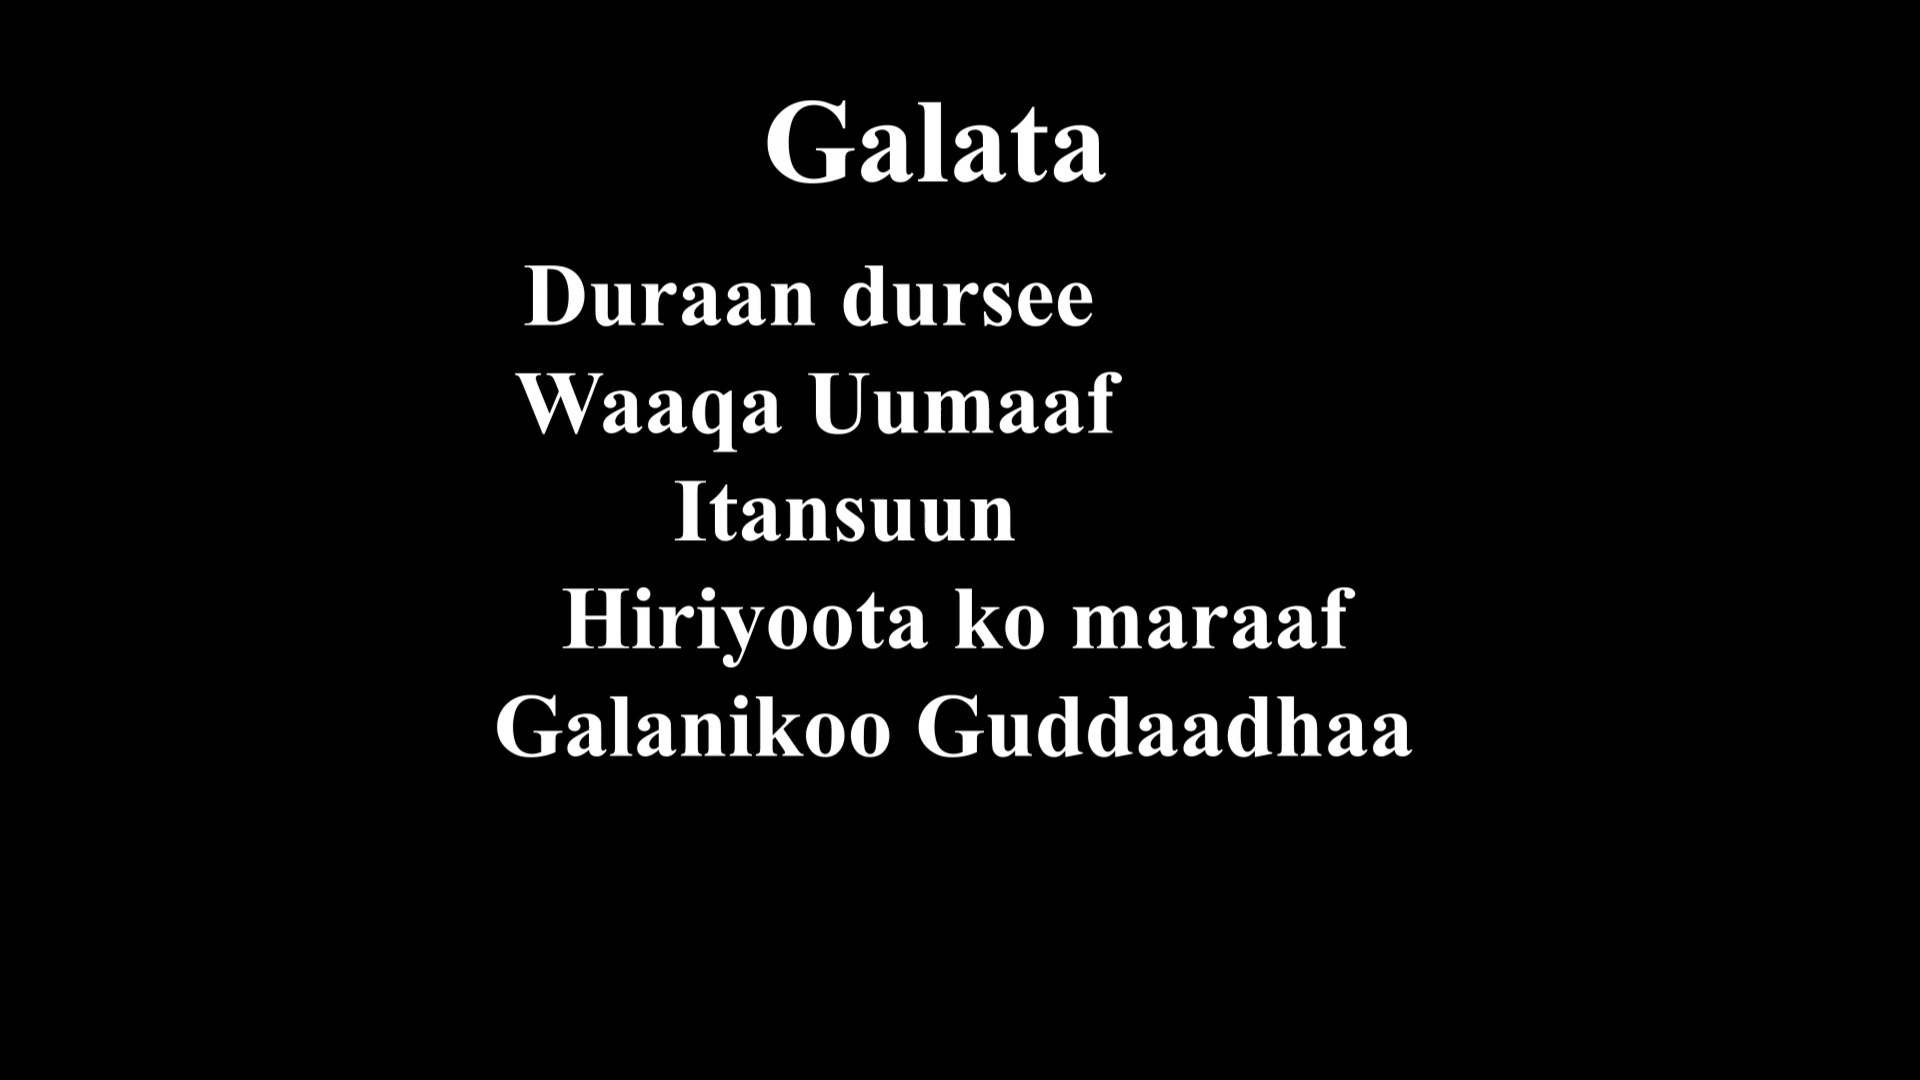 Galata
Duraan dursee
Waaqa Uumaaf
Itansuun
Hiriyoota ko maraaf
Galanikoo Guddaadhaa